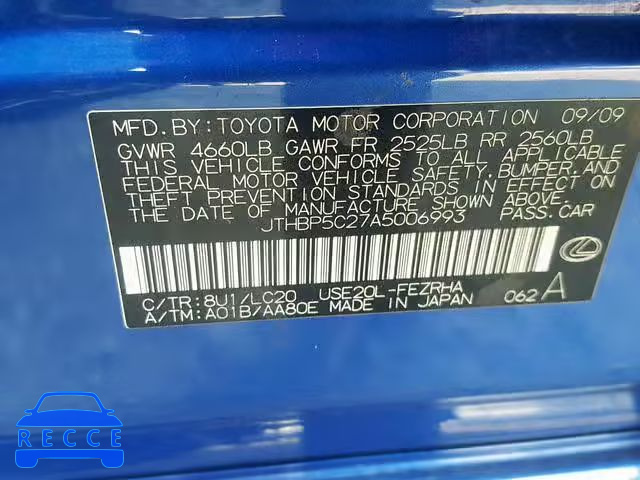 MFD. BY: TOYOTA MOTOR CORPORATION 09/09
GVWR 4660LB GAWR FR 2525LB RR 2560LB
THIS VEHICLE CONFORMS TO ALL APPLICABLE
FEDERAL MOTOR VEHICLE SAFETY, BUMPER, AND
THEFT PREVENTION STANDARDS IN EFFECT ON
THE DATE OF MANUFACTURE SHOWN ABOVE.
JTHBP5C27A5006993 PASS. CAR
C/TR: 8U1/LC20 USE20L-FEZRHA
A/TM: A01B/AA80E MADE IN JAPAN 062 A
RECCE